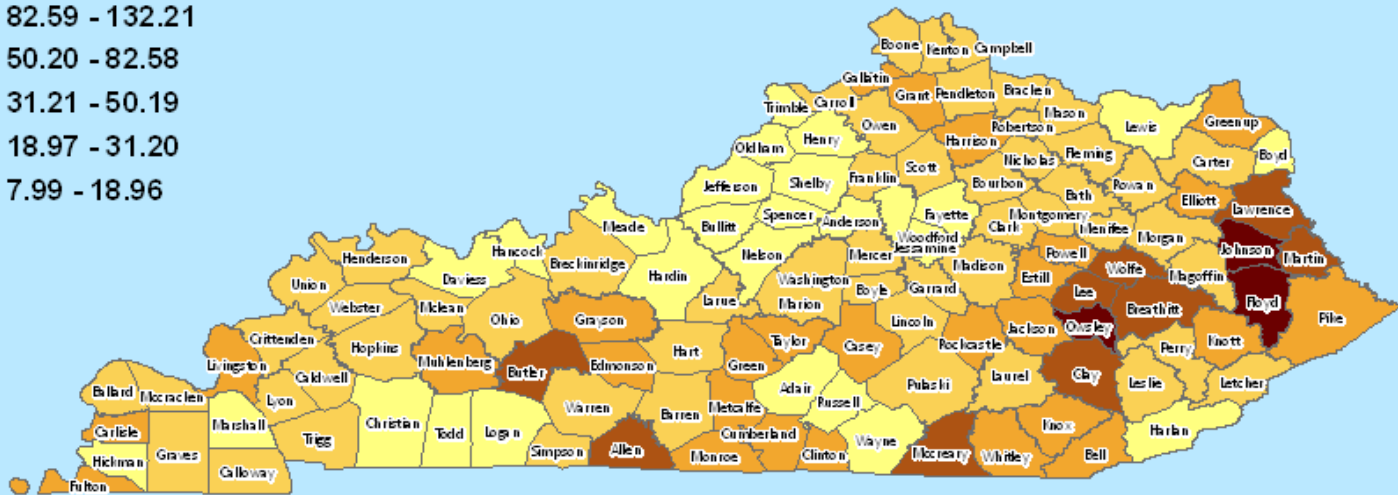 82.59 - 132.21
50.20 - 82.58
31.21 - 50.19
18.97 - 31.20
7.99 - 18.96
Boone
Kenton
Campbell
Gallatin
Grant
Pendleton
Bracken
Trimble
Carroll
Mason
Owen
Robertson
Lewis
Greenup
Henry
Harrison
Oldham
Nicholas
Fleming
Boyd
Carter
Scott
Jefferson
Shelby
Franklin
Bourbon
Rowan
Bath
Elliott
Lawrence
Spencer
Anderson
Fayette
Montgomery
Meade
Bullitt
Clark
Menifee
Morgan
Woodford
Jessamine
Johnson
Hancock
Nelson
Mercer
Powell
Martin
Henderson
Breckinridge
Madison
Wolfe
Daviess
Hardin
Washington
Estill
Magoffin
Union
Boyle
Garrard
Lee
Larue
Marion
Floyd
Webster
Mclean
Breathitt
Ohio
Grayson
Lincoln
Pike
Owsley
Jackson
Crittenden
Taylor
Casey
Rockcastle
Knott
Hopkins
Hart
Perry
Muhlenberg
Livingston
Edmonson
Green
Butler
Clay
Caldwell
Laurel
Leslie
Letcher
Adair
Pulaski
Ballard
Mccracken
Lyon
Russell
Warren
Metcalfe
Barren
Marshall
Christian
Knox
Harlan
Carlisle
Todd
Logan
Cumberland
Trigg
Wayne
Allen
Simpson
Mccreary
Whitley
Bell
Graves
Monroe
Clinton
Hickman
Calloway
Fulton